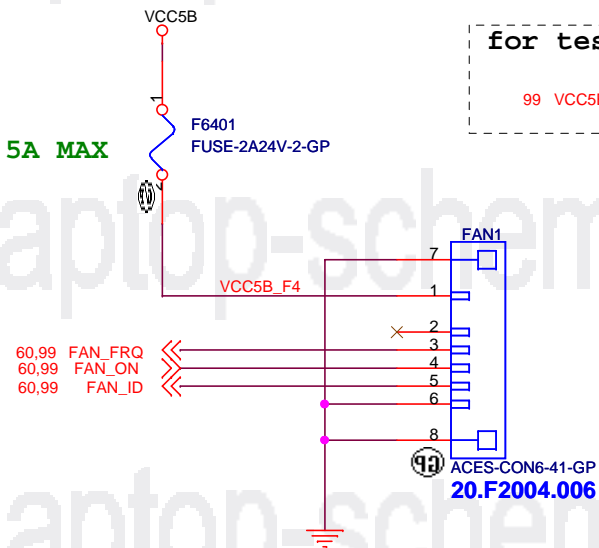 VCC5B
for tes
99 VCC5
1
F6401
FUSE-2A24V-2-GP
5A MAX
2
GP
FAN1
7
VCC5B_F4
1
2
60,99 FAN_FRQ
3
60,99 FAN_ON
4
60,99 FAN_ID
5
6
8
GP
ACES-CON6-41-GP
20.F2004.006
aptop-schem
aptop-schem